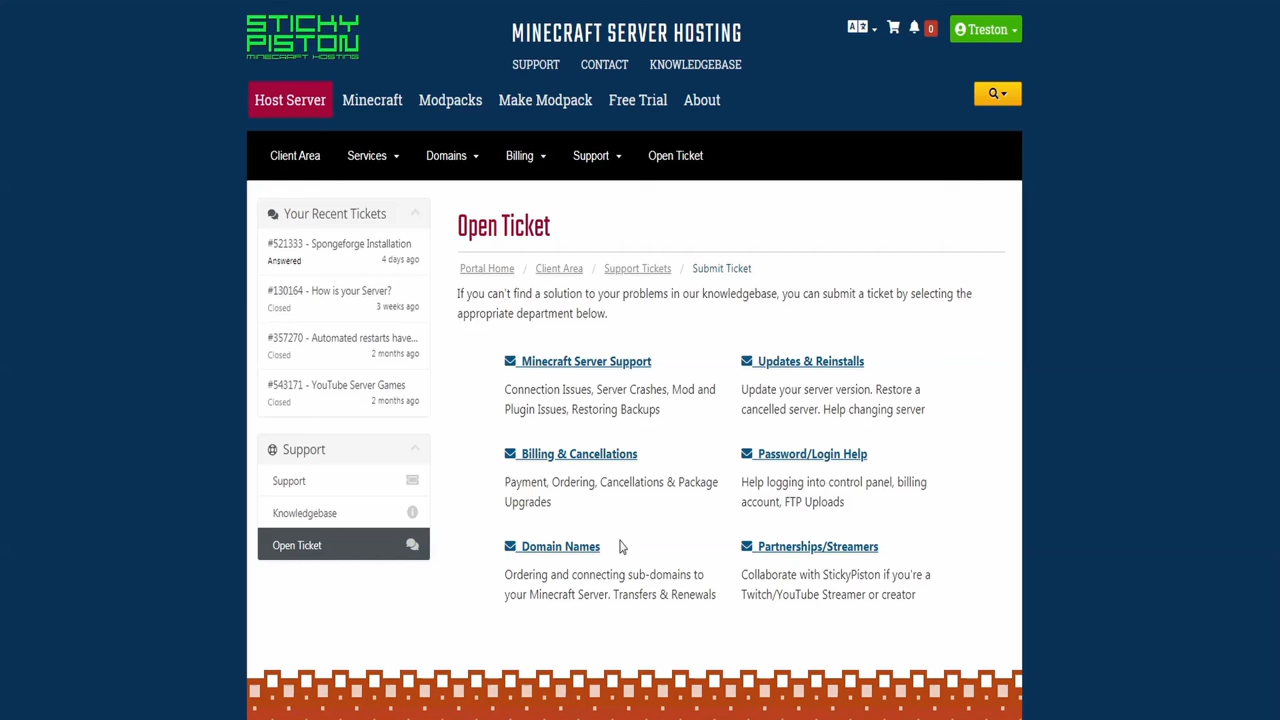 STICKY
PISTON
MINECRAFT HOSTING
MINECRAFT SERVER HOSTING
SUPPORT CONTACT KNOWLEDGEBASE
0
Treston
Host Server Minecraft Modpacks Make Modpack Free Trial About
Client Area Services Domains Billing Support Open Ticket
Your Recent Tickets
#521333 - Spongeforge Installation
Answered 4 days ago
#130164 - How is your Server?
Closed 3 weeks ago
#357270 - Automated restarts have...
Closed 2 months ago
#543171 - YouTube Server Games
Closed 2 months ago
Support
Support
Knowledgebase
Open Ticket
Open Ticket
Portal Home / Client Area / Support Tickets / Submit Ticket
If you can't find a solution to your problems in our knowledgebase, you can submit a ticket by selecting the
appropriate department below.
Minecraft Server Support
Connection Issues, Server Crashes, Mod and
Plugin Issues, Restoring Backups
Updates & Reinstalls
Update your server version. Restore a
cancelled server. Help changing server
Billing & Cancellations
Payment, Ordering, Cancellations & Package
Upgrades
Password/Login Help
Help logging into control panel, billing
account, FTP Uploads
Domain Names
Ordering and connecting sub-domains to
your Minecraft Server. Transfers & Renewals
Partnerships/Streamers
Collaborate with StickyPiston if you're a
Twitch/YouTube Streamer or creator